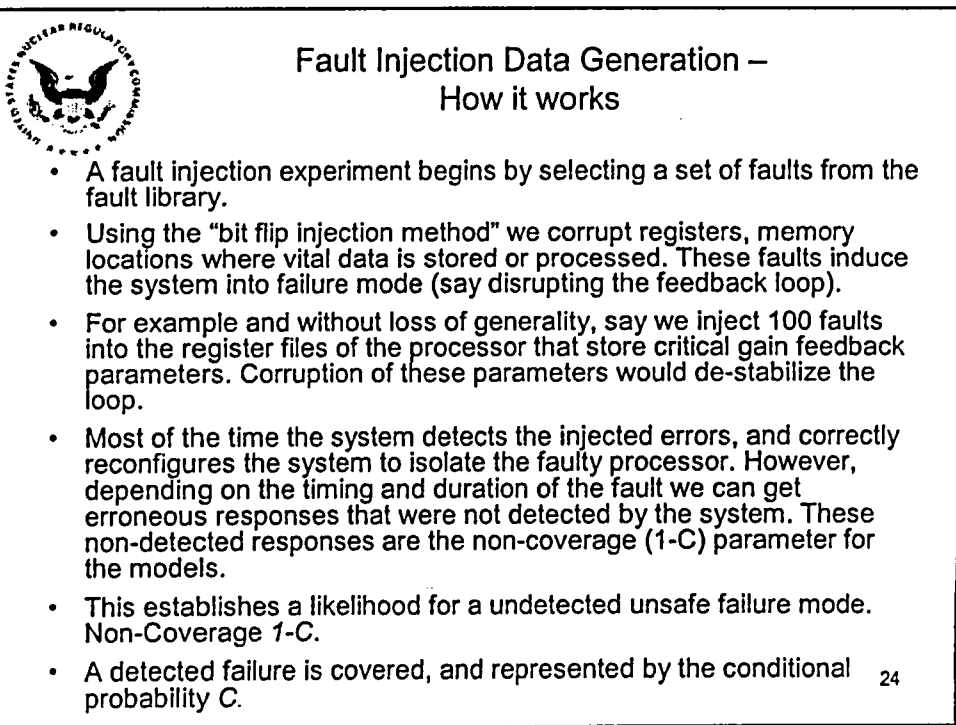 UNITED STATES NUCLEAR REGULATORY COMMISSION
Fault Injection Data Generation –
How it works
• A fault injection experiment begins by selecting a set of faults from the
fault library.
• Using the "bit flip injection method" we corrupt registers, memory
locations where vital data is stored or processed. These faults induce
the system into failure mode (say disrupting the feedback loop).
• For example and without loss of generality, say we inject 100 faults
into the register files of the processor that store critical gain feedback
parameters. Corruption of these parameters would de-stabilize the
loop.
• Most of the time the system detects the injected errors, and correctly
reconfigures the system to isolate the faulty processor. However,
depending on the timing and duration of the fault we can get
erroneous responses that were not detected by the system. These
non-detected responses are the non-coverage (1-C) parameter for
the models.
• This establishes a likelihood for a undetected unsafe failure mode.
Non-Coverage 1-C.
• A detected failure is covered, and represented by the conditional
probability C.
24